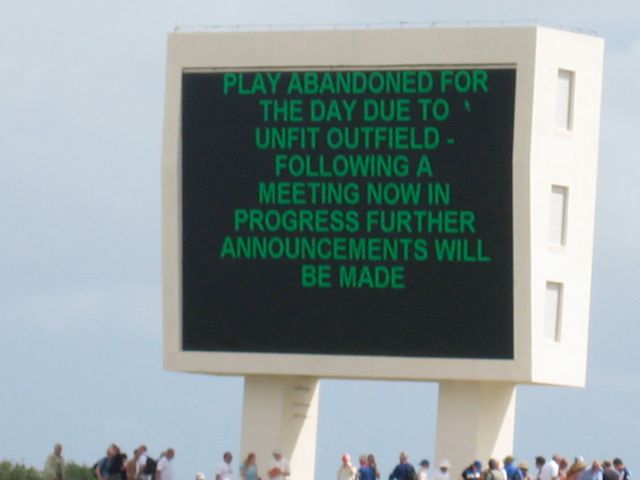 PLAY ABANDONED FOR
THE DAY DUE TO
UNFIT OUTFIELD -
FOLLOWING A
MEETING NOW IN
PROGRESS FURTHER
ANNOUNCEMENTS WILL
BE MADE